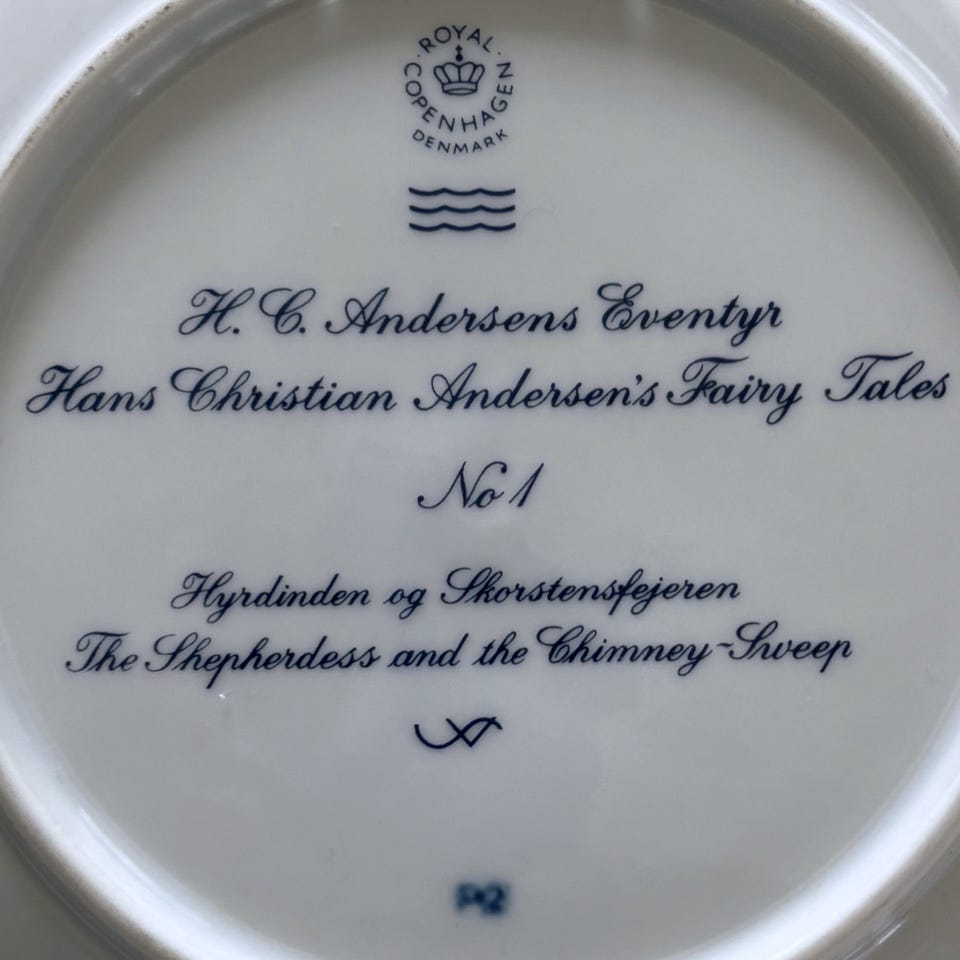 ROYAL
COPENHAGEN
DENMARK
H. C. Andersens Eventyr
Hans Christian Andersen's Fairy Tales
No 1
Hyrdinden og Skorstensfejeren
The Shepherdess and the Chimney-Sweep